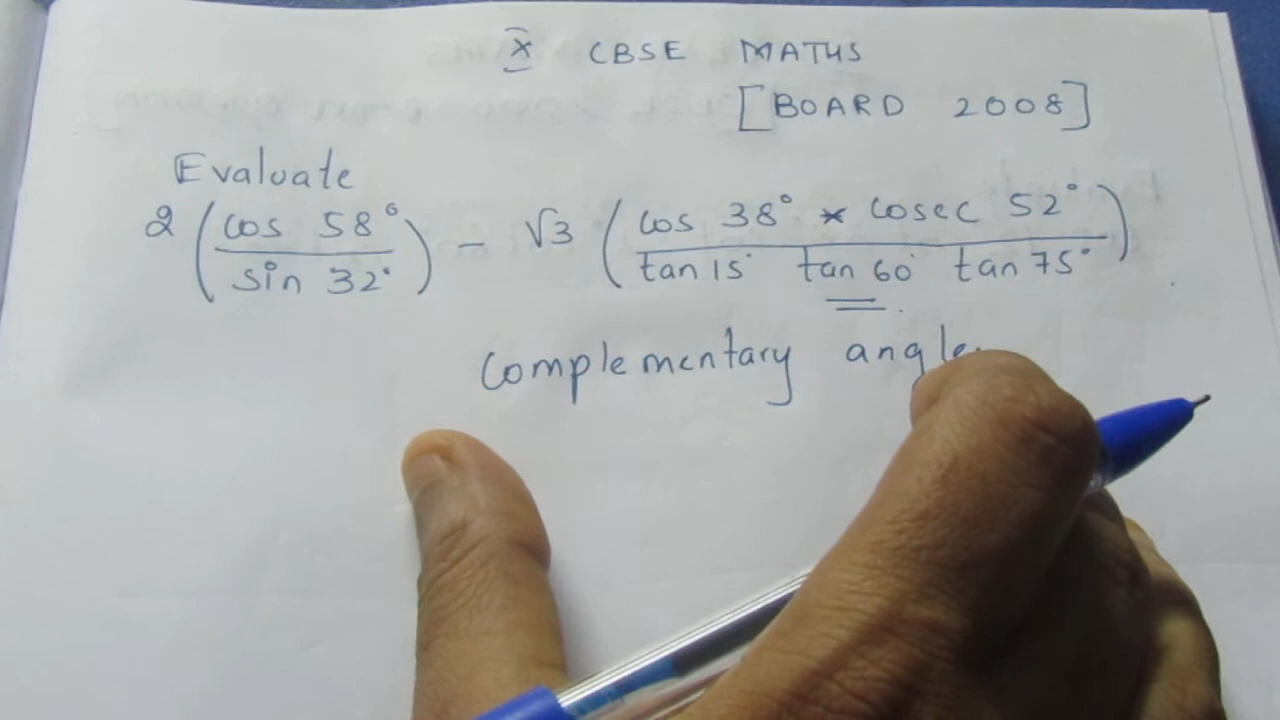 X CBSE MATHS
[BOARD 2008]
Evaluate
2 (cos 58° / sin 32°) - √3 (cos 38° * cosec 52° / tan 15° tan 60° tan 75°)
complementary angle